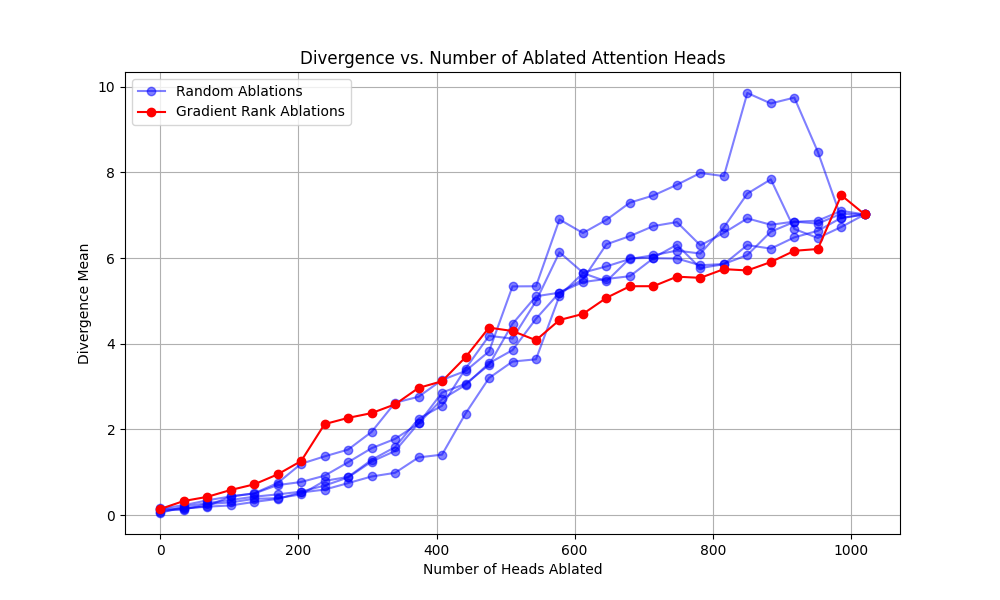 Divergence vs. Number of Ablated Attention Heads
Random Ablations
Gradient Rank Ablations
Divergence Mean
10
8
6
4
2
0
0 200 400 600 800 1000
Number of Heads Ablated